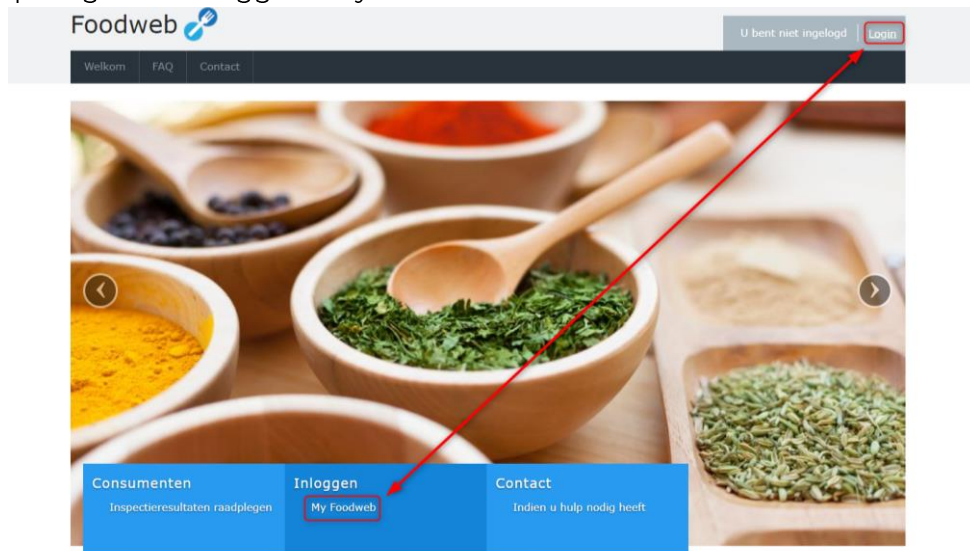 Foodweb
U bent niet ingelogd Login
Welkom FAQ Contact
Consumenten
Inspectieresultaten raadplegen
Inloggen
My Foodweb
Contact
Indien u hulp nodig heeft